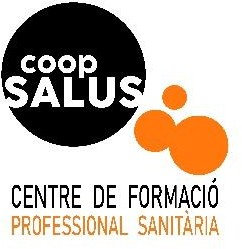 coop
SALUS
CENTRE DE FORMACIÓ
PROFESSIONAL SANITÀRIA